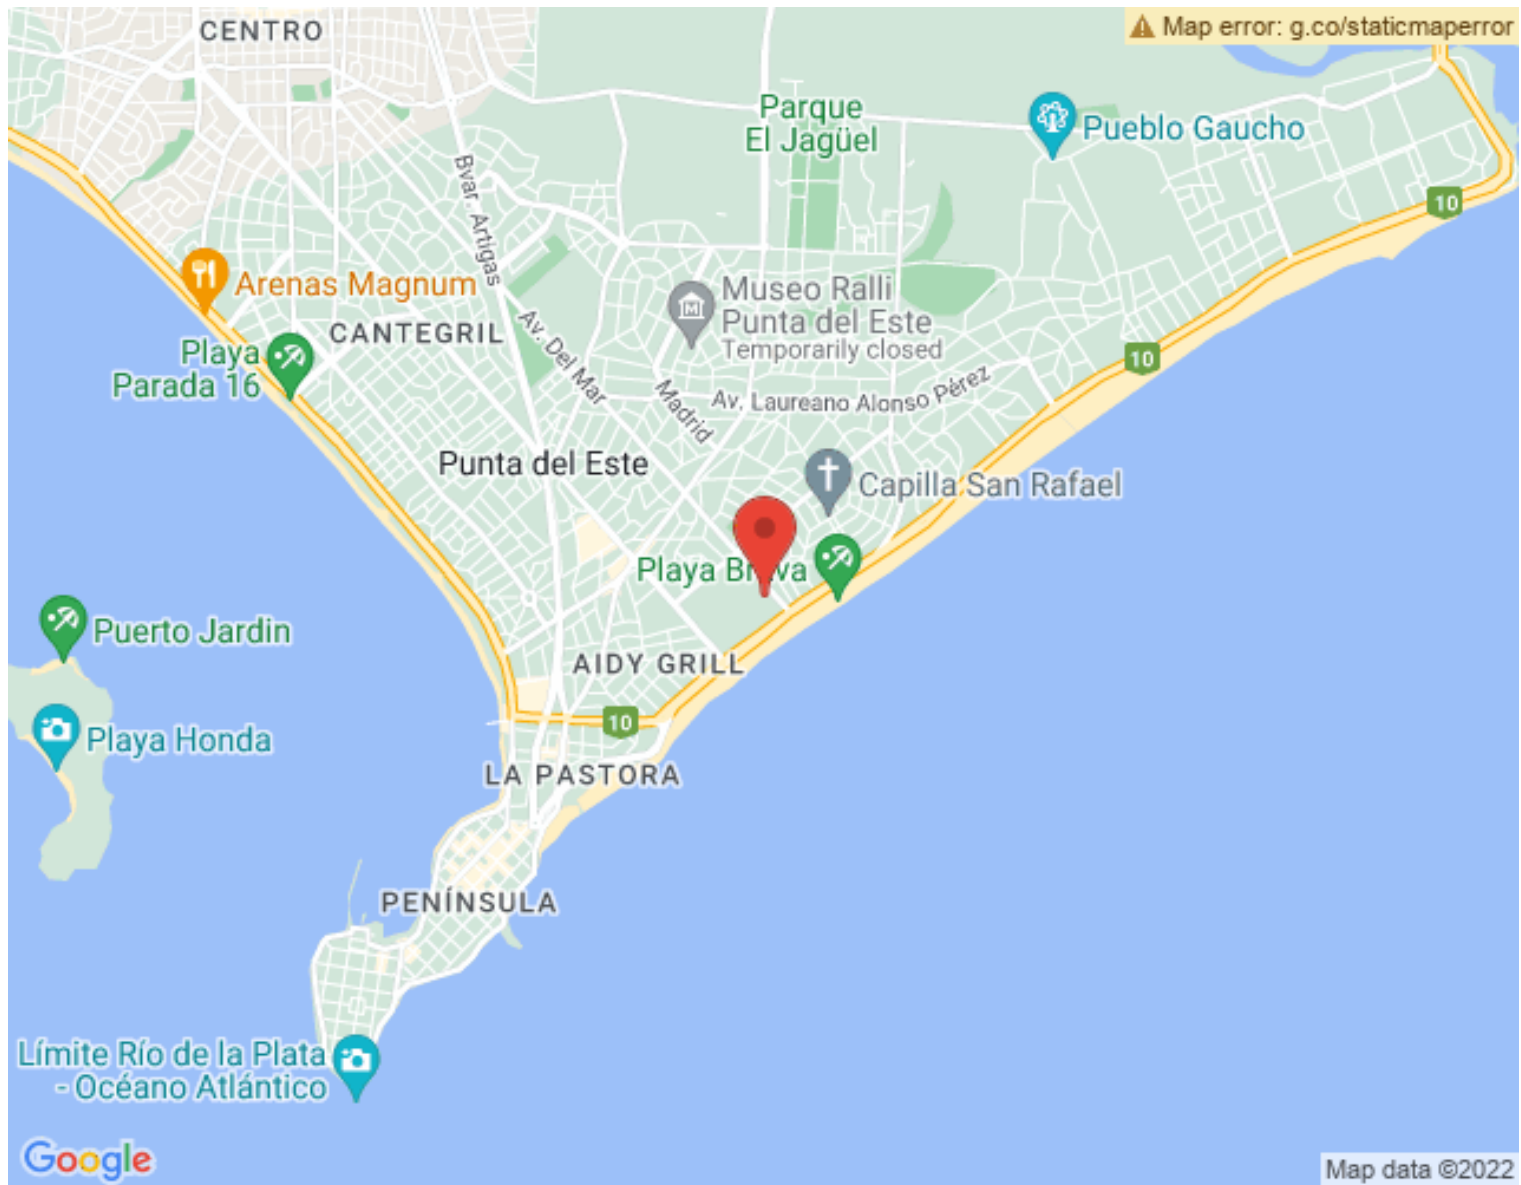 CENTRO
Map error: g.co/staticmaperror
Parque
El Jagüel
Pueblo Gaucho
10
Bvar. Artigas
Arenas Magnum
Museo Ralli
Punta del Este
Temporarily closed
CANTEGRIL
Av. Del Mar
10
Playa
Parada 16
Madrid
Av. Laureano Alonso Pérez
Punta del Este
Capilla San Rafael
Playa Brava
Puerto Jardin
AIDY GRILL
10
Playa Honda
LA PASTORA
PENÍNSULA
Límite Río de la Plata
- Océano Atlántico
Google
Map data ©2022